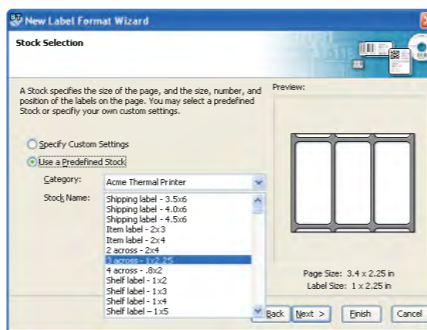 New Label Format Wizard
Stock Selection
A Stock specifies the size of the page, and the size, number, and
position of the labels on the page. You may select a predefined
Stock or specifiy your own custom settings.
Preview:
Specify Custom Settings
Use a Predefined Stock
Category: Acme Thermal Printer
Stock Name: Shipping label - 3.5x6
Shipping label - 4.0x6
Shipping label - 4.5x6
Item label - 2x3
Item label - 2x4
2 across - 2x4
3 across - 1x2.25
4 across - .8x2
Shelf label - 1x2
Shelf label - 1x3
Shelf label - 1x4
Shelf label - 1x5
Page Size: 3.4 x 2.25 in
Label Size: 1 x 2.25 in
Back Next > Finish Cancel